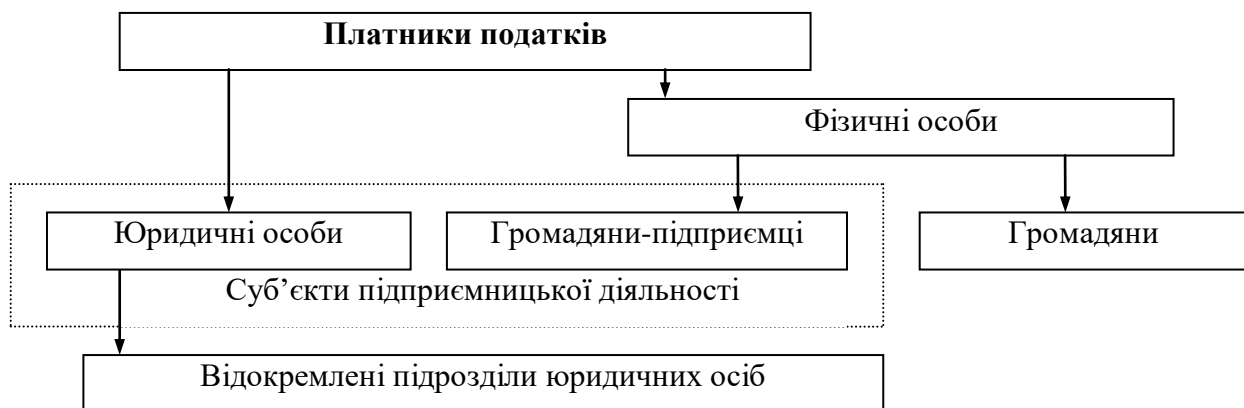 Платники податків
Фізичні особи
Юридичні особи
Громадяни-підприємці
Громадяни
Суб’єкти підприємницької діяльності
Відокремлені підрозділи юридичних осіб